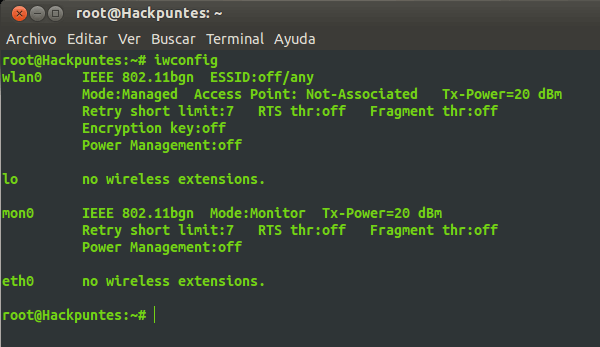 root@Hackpuntes: ~
Archivo Editar Ver Buscar Terminal Ayuda
root@Hackpuntes:~# iwconfig
wlan0     IEEE 802.11bgn  ESSID:off/any
          Mode:Managed  Access Point: Not-Associated   Tx-Power=20 dBm
          Retry short limit:7   RTS thr:off   Fragment thr:off
          Encryption key:off
          Power Management:off
lo        no wireless extensions.
mon0      IEEE 802.11bgn  Mode:Monitor  Tx-Power=20 dBm
          Retry short limit:7   RTS thr:off   Fragment thr:off
          Power Management:off
eth0      no wireless extensions.
root@Hackpuntes:~#